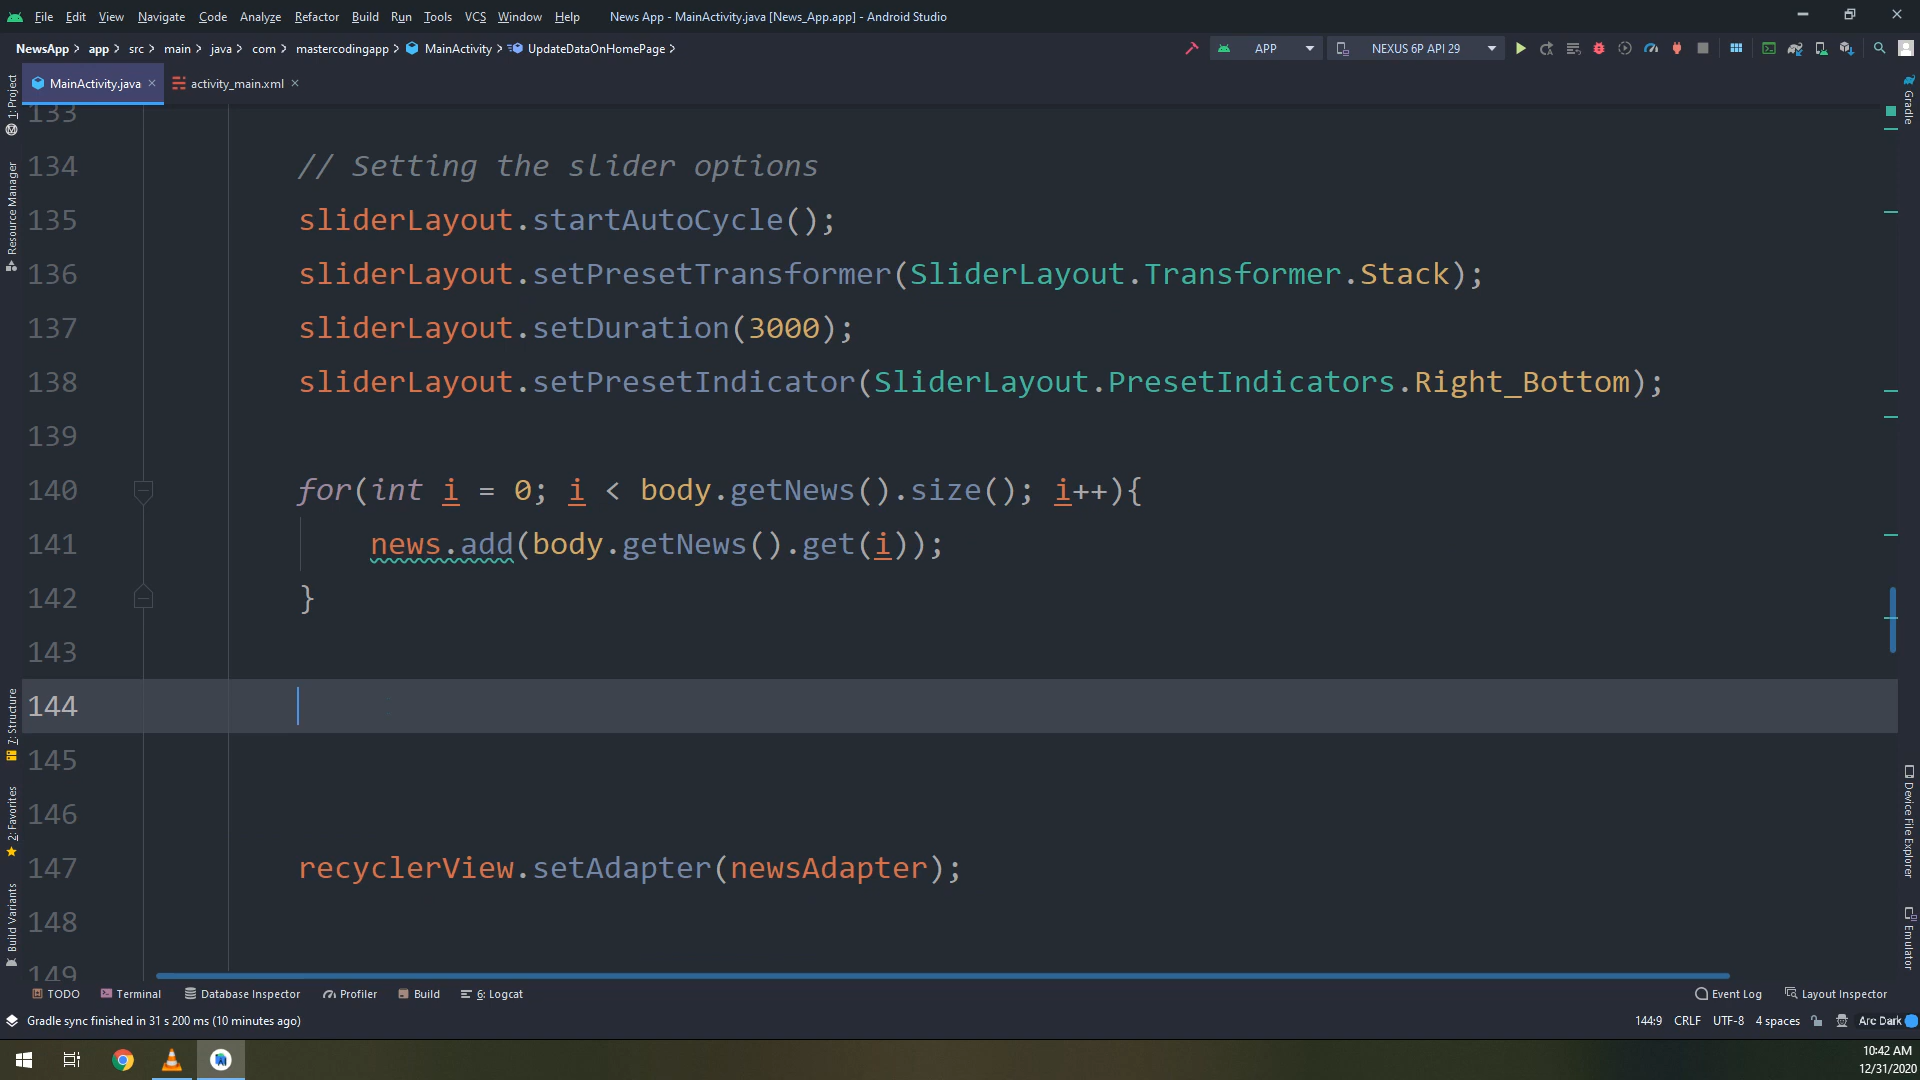 File Edit View Navigate Code Analyze Refactor Build Run Tools VCS Window Help News App - MainActivity.java [News_App.app] - Android Studio
NewsApp app src main java com mastercodingapp MainActivity UpdateDataOnHomePage APP NEXUS 6P API 29
MainActivity.java activity_main.xml
1: Project
Resource Manager
7: Structure
2: Favorites
Build Variants
133
134 // Setting the slider options
135 sliderLayout.startAutoCycle();
136 sliderLayout.setPresetTransformer(SliderLayout.Transformer.Stack);
137 sliderLayout.setDuration(3000);
138 sliderLayout.setPresetIndicator(SliderLayout.PresetIndicators.Right_Bottom);
139
140 for(int i = 0; i < body.getNews().size(); i++){
141 news.add(body.getNews().get(i));
142 }
143
144
145
146
147 recyclerView.setAdapter(newsAdapter);
148
149
Gradle
Device File Explorer
Emulator
TODO Terminal Database Inspector Profiler Build 6: Logcat Event Log Layout Inspector
Gradle sync finished in 31 s 200 ms (10 minutes ago) 144:9 CRLF UTF-8 4 spaces Arc Dark
10:42 AM
12/31/2020